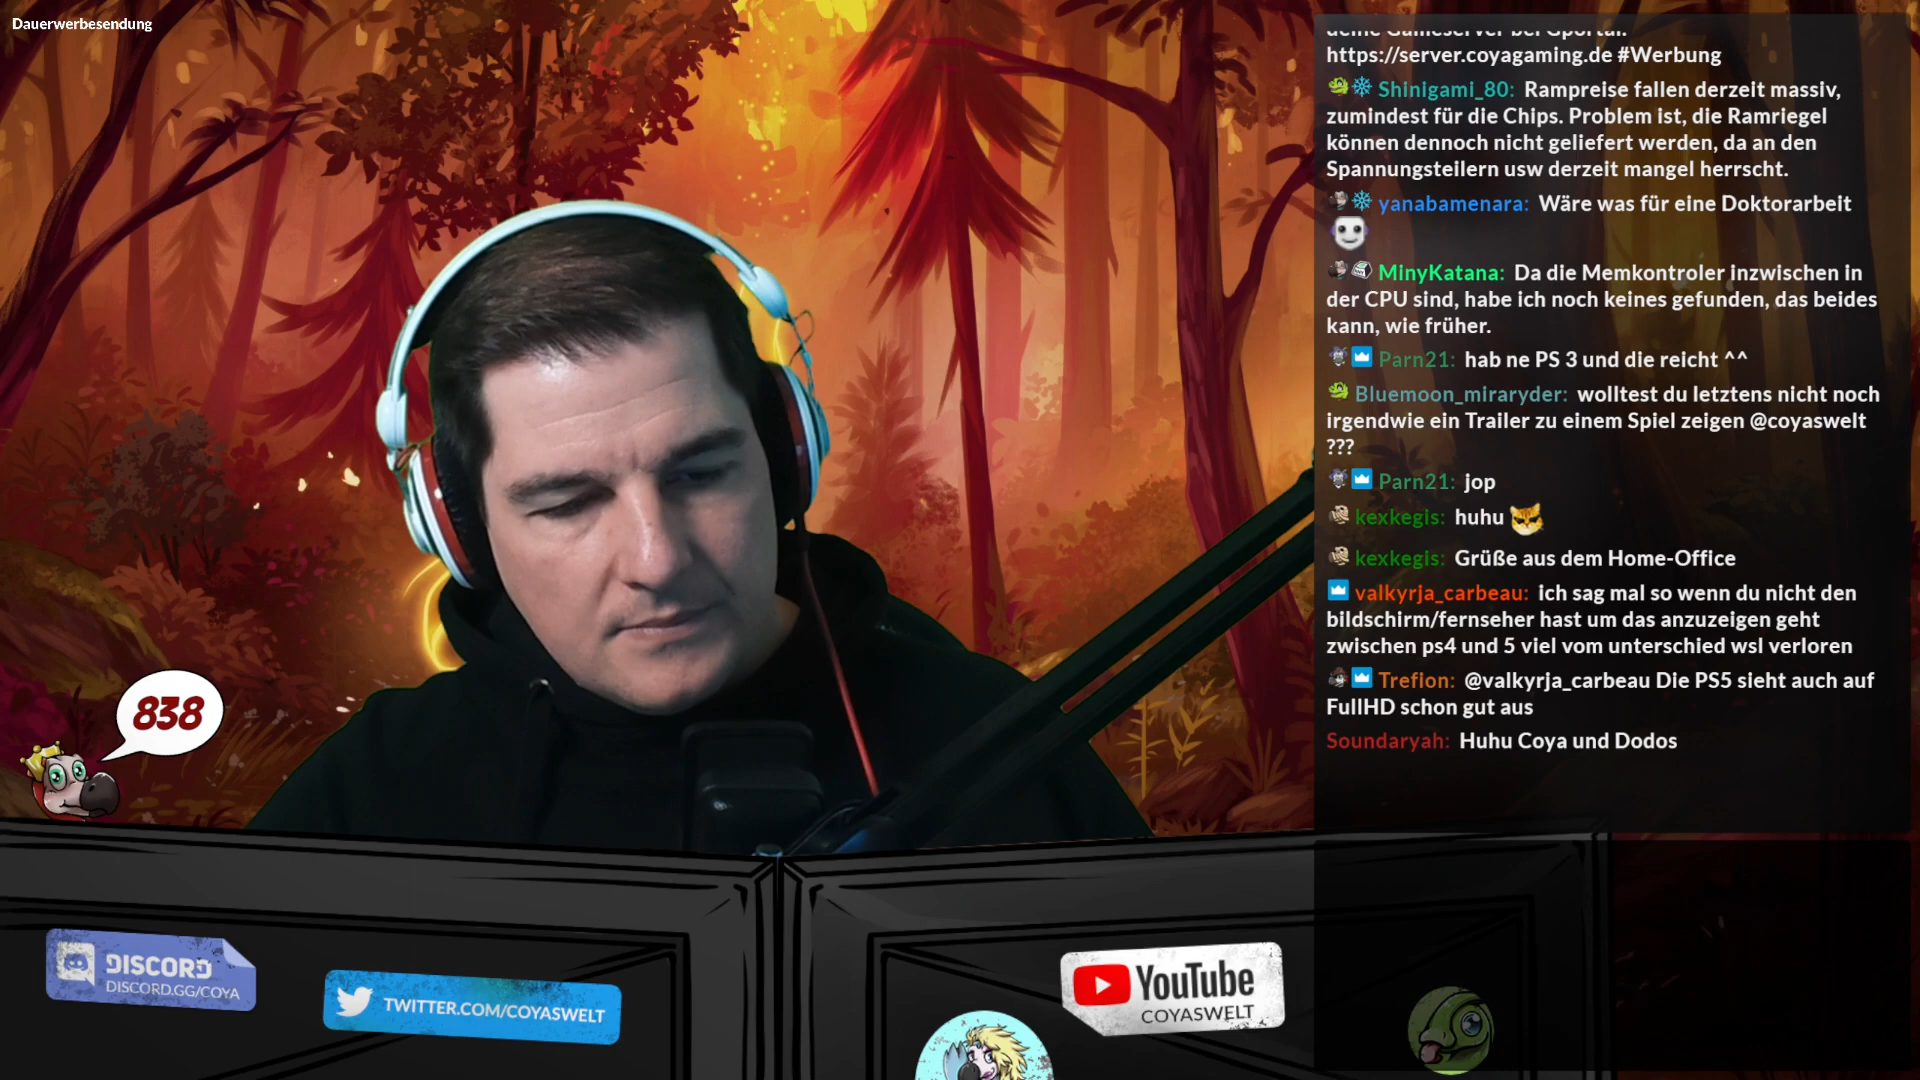 Dauerwerbesendung
deine Gameserver bei Gportal.
https://server.coyagaming.de #Werbung
Shinigami_80: Rampreise fallen derzeit massiv,
zumindest für die Chips. Problem ist, die Ramriegel
können dennoch nicht geliefert werden, da an den
Spannungsteilern usw derzeit mangel herrscht.
yanabamenara: Wäre was für eine Doktorarbeit
MinyKatana: Da die Memkontroler inzwischen in
der CPU sind, habe ich noch keines gefunden, das beides
kann, wie früher.
Parn21: hab ne PS 3 und die reicht ^^
Bluemoon_miraryder: wolltest du letztens nicht noch
irgendwie ein Trailer zu einem Spiel zeigen @coyaswelt
???
Parn21: jop
kexkegis: huhu
kexkegis: Grüße aus dem Home-Office
valkyrja_carbeau: ich sag mal so wenn du nicht den
bildschirm/fernseher hast um das anzuzeigen geht
zwischen ps4 und 5 viel vom unterschied wsl verloren
Trefion: @valkyrja_carbeau Die PS5 sieht auch auf
FullHD schon gut aus
Soundaryah: Huhu Coya und Dodos
838
DISCORD
DISCORD.GG/COYA
TWITTER.COM/COYASWELT
YouTube
COYASWELT